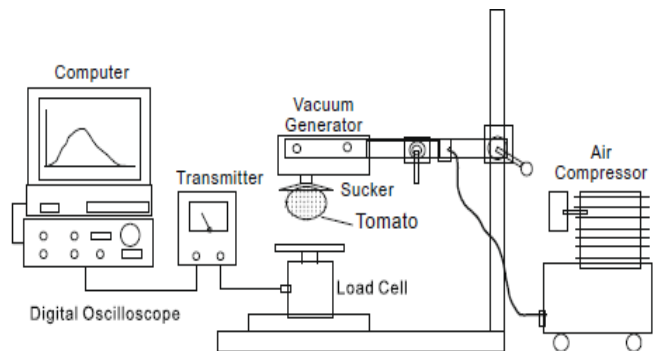 Computer
Vacuum
Generator
Air
Compressor
Transmitter
Sucker
Tomato
Load Cell
Digital Oscilloscope